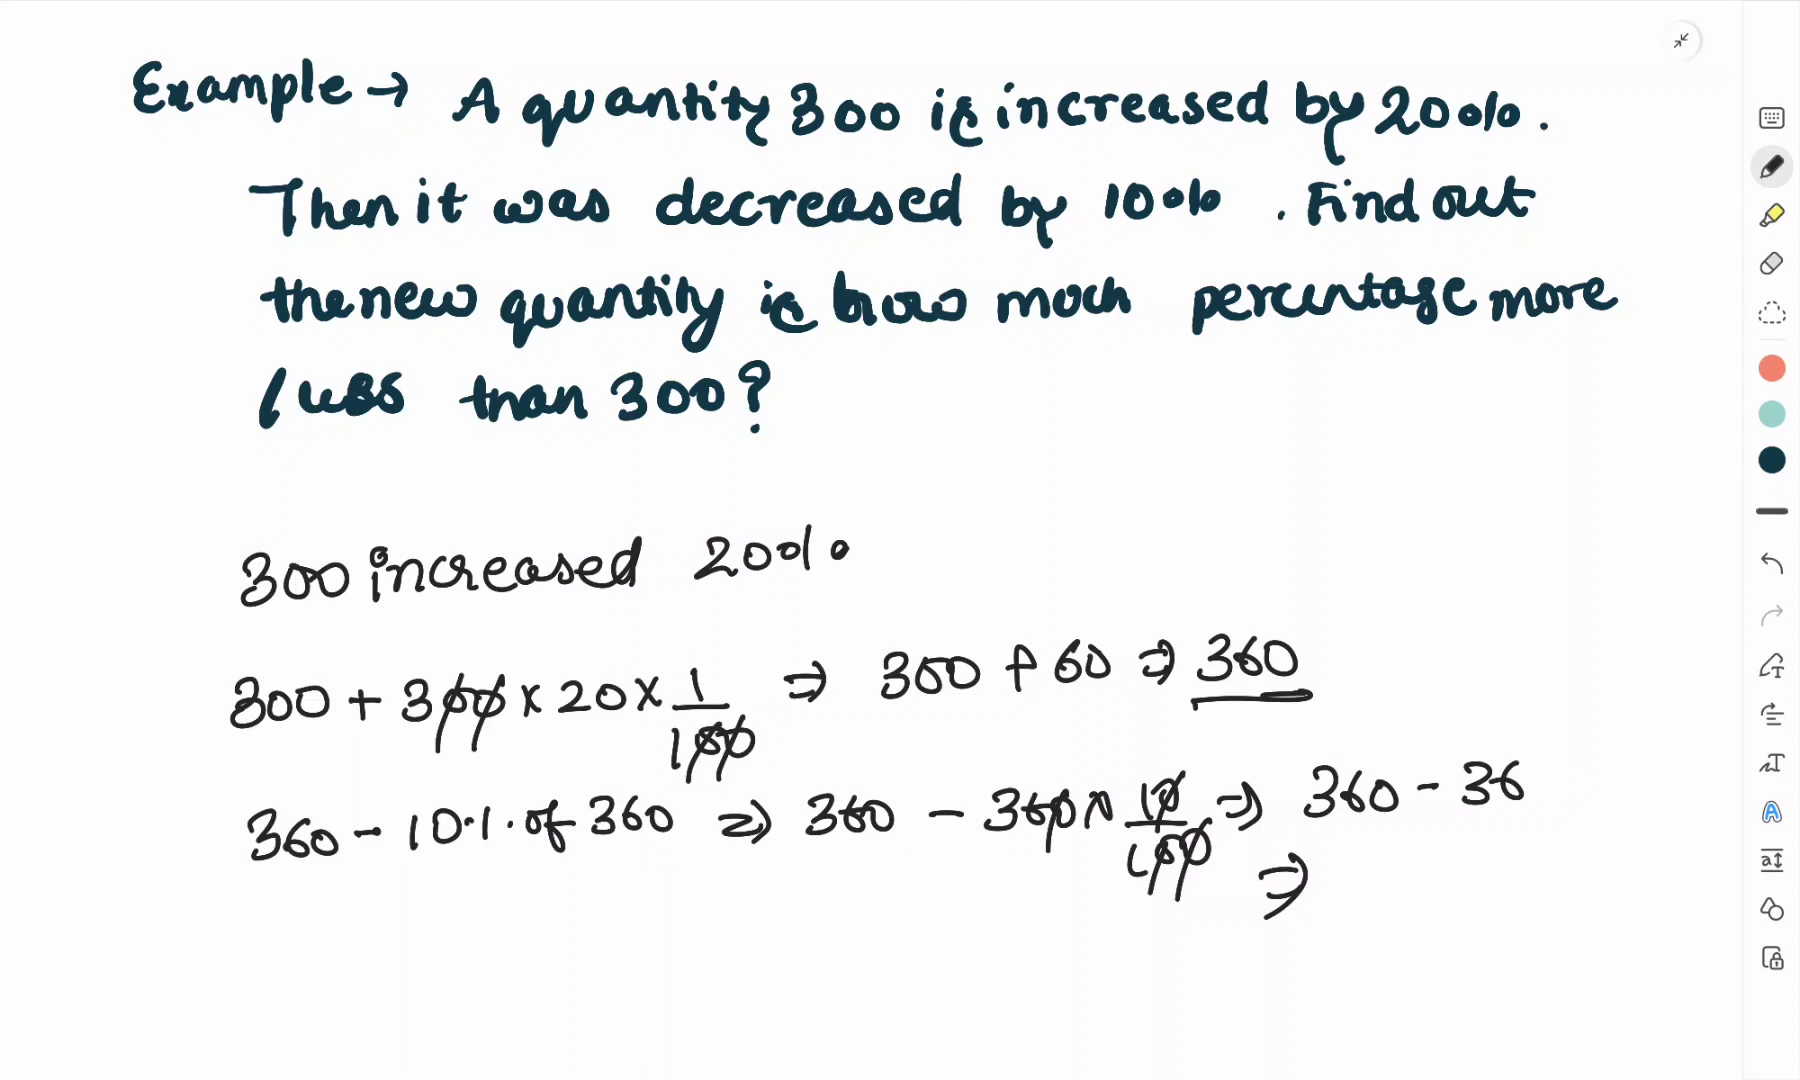 Example → A quantity 300 is increased by 20%.
Then it was decreased by 10%. Find out
the new quantity is how much percentage more
/ less than 300?
300 increased 20%
300 + 300 × 20 × 1/100 ⇒ 300 + 60 ⇒ 360
360 - 10%. of 360 ⇒ 360 - 360 × 10/100 ⇒ 360 - 36
⇒